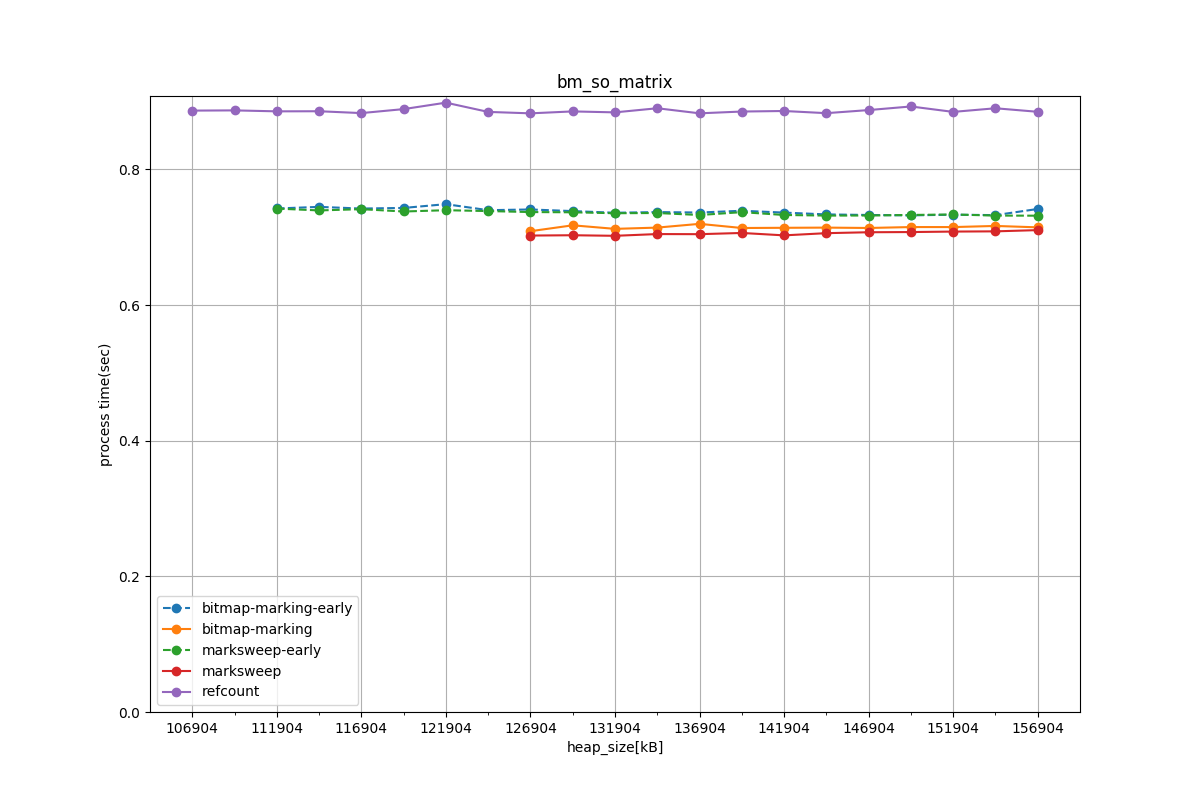 bm_so_matrix
0.8
0.6
0.4
0.2
0.0
process time(sec)
bitmap-marking-early
bitmap-marking
marksweep-early
marksweep
refcount
106904 111904 116904 121904 126904 131904 136904 141904 146904 151904 156904
heap_size[kB]